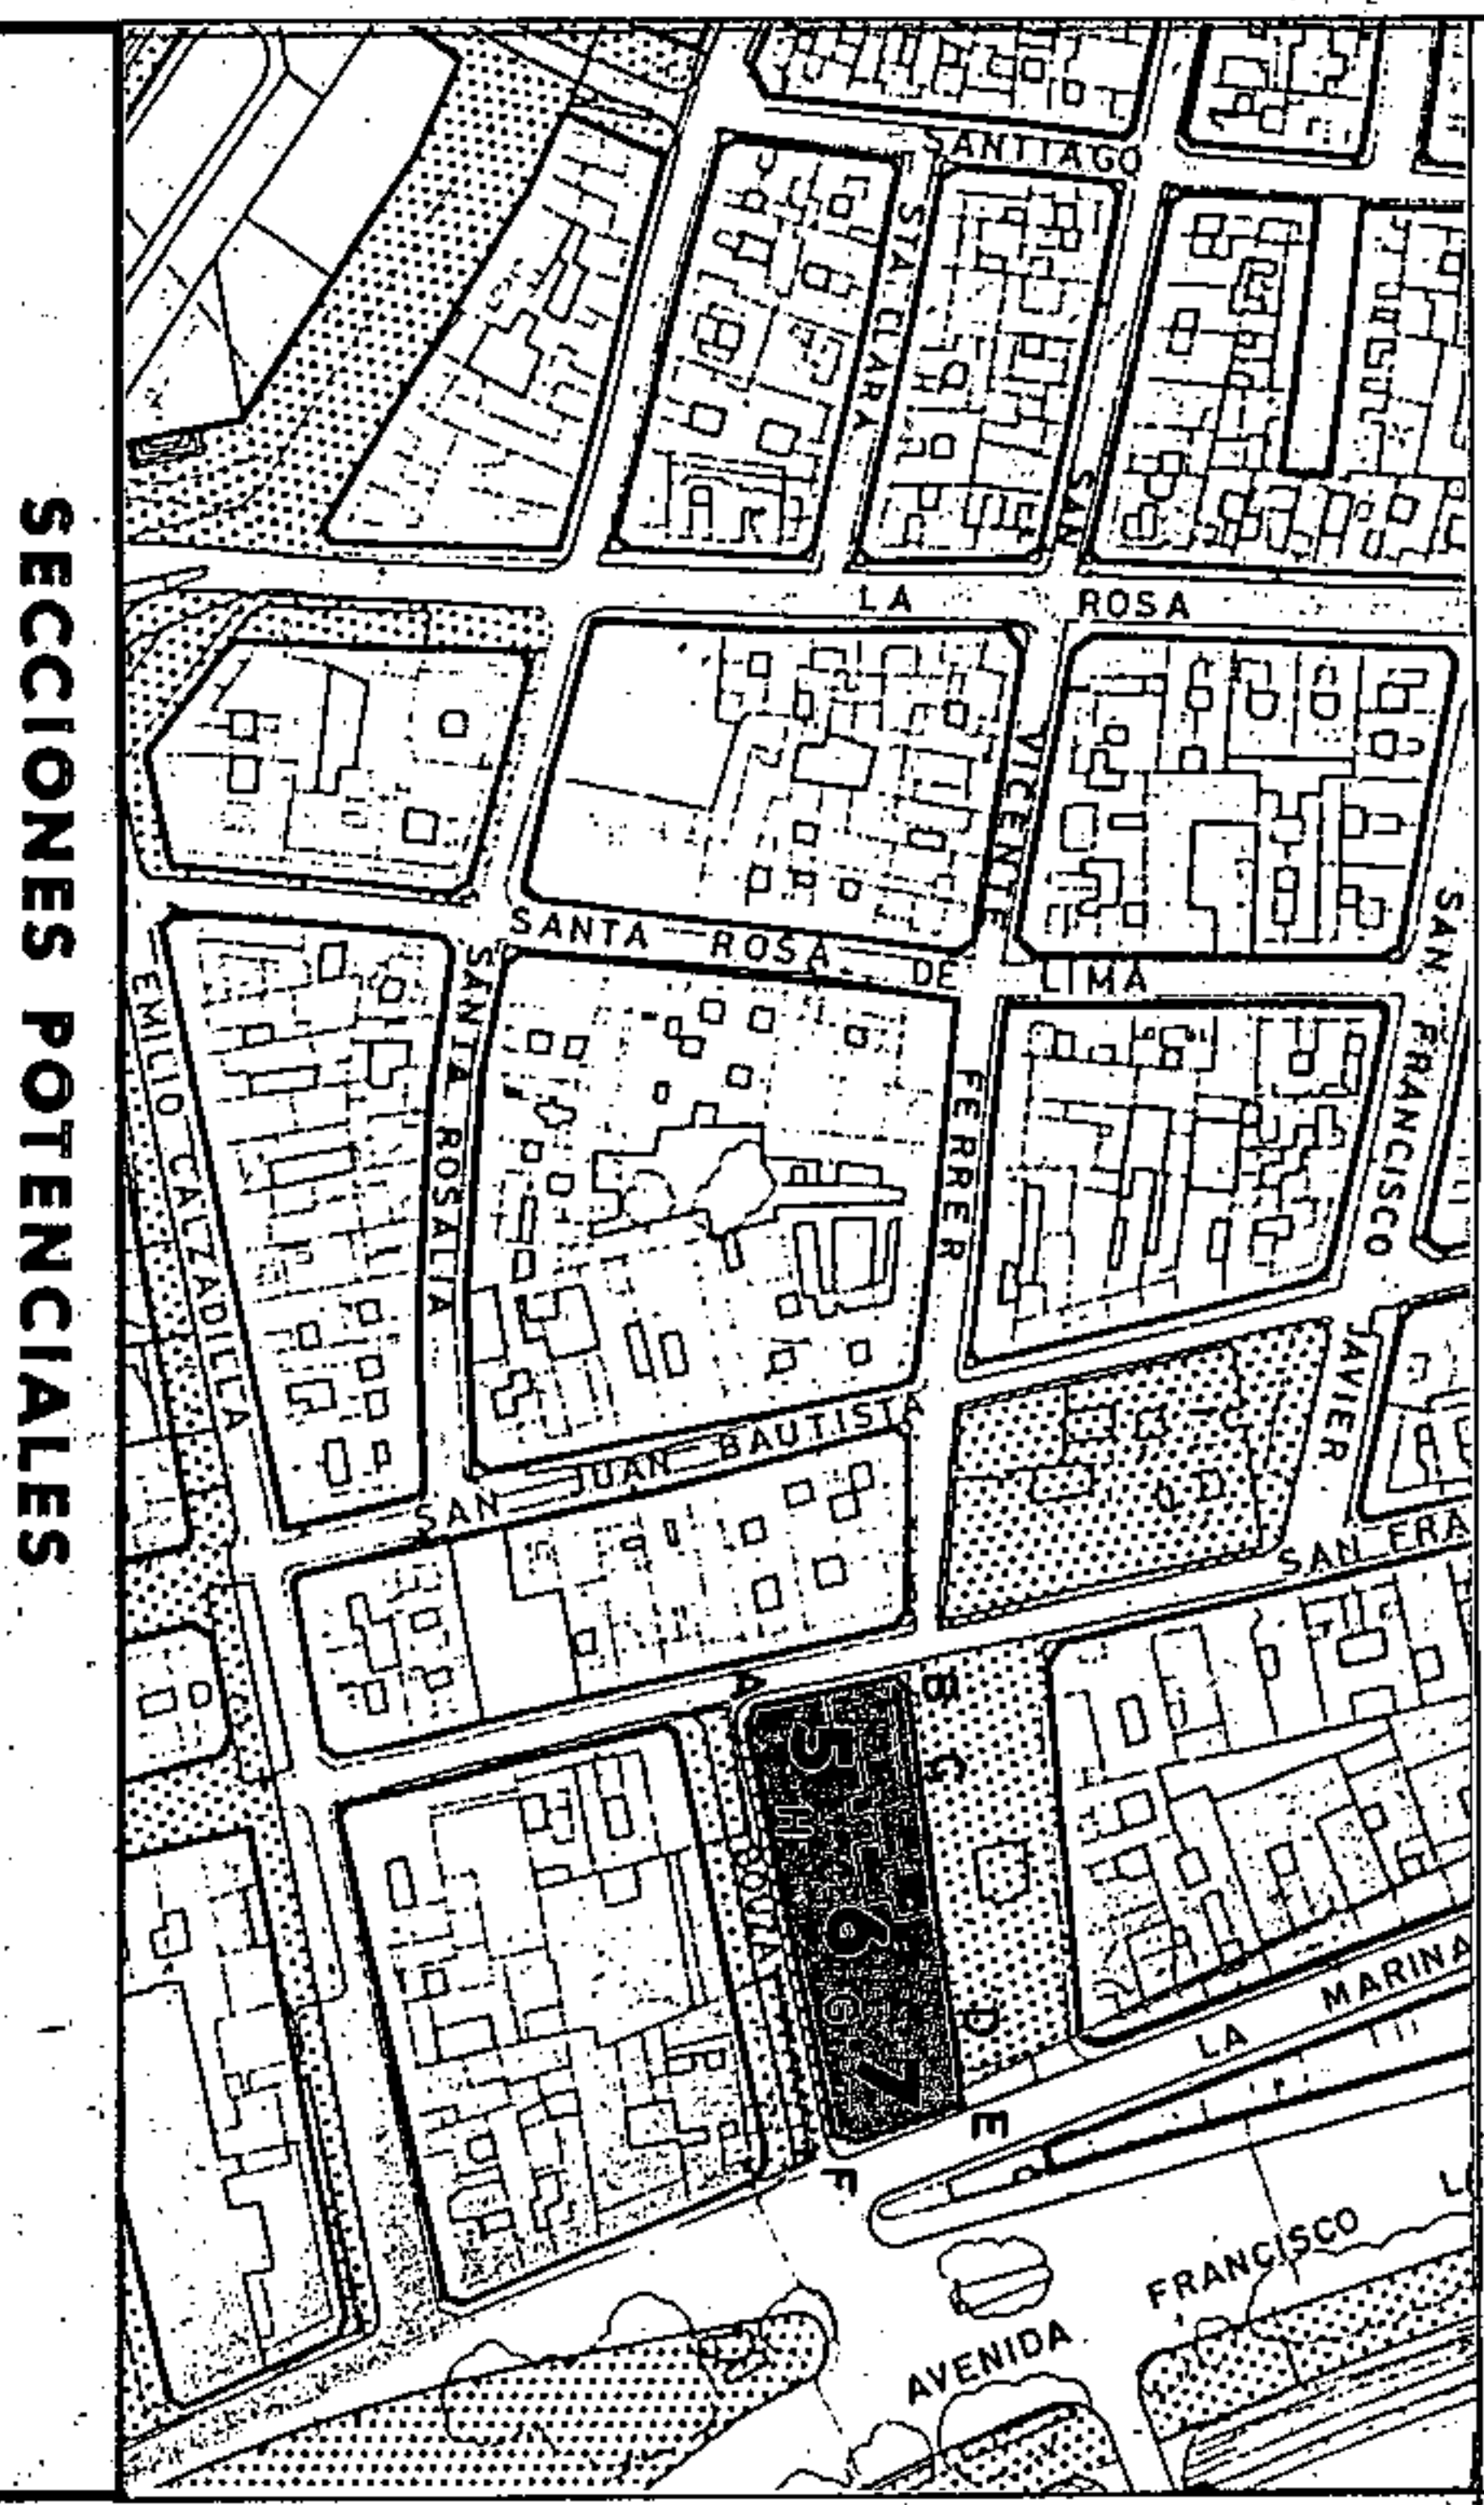 SECCIONES POTENCIALES
SANTIAGO
STA. CLARA
SAN
VICENTE
FERRER
LA ROSA
SANTA ROSA DE LIMA
SAN FRANCISCO
JAVIER
EMILIO CALZADILLA
SANTA ROSALIA
SAN JUAN BAUTISTA
SAN FRA
A
B
C
D
E
F
5
6
7
H
G
LA MARINA
FRANCISCO
AVENIDA